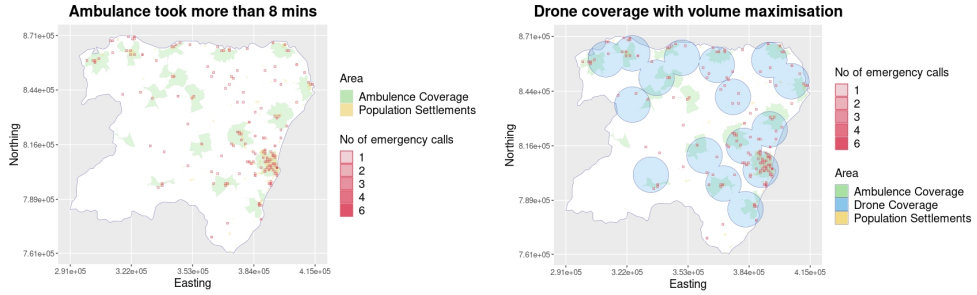 Ambulance took more than 8 mins
8.71e+05
8.44e+05
8.16e+05
7.89e+05
7.61e+05
Northing
2.91e+05 3.22e+05 3.53e+05 3.84e+05 4.15e+05
Easting
Area
Ambulence Coverage
Population Settlements
No of emergency calls
1
2
3
4
6
Drone coverage with volume maximisation
8.71e+05
8.44e+05
8.16e+05
7.89e+05
7.61e+05
Northing
2.91e+05 3.22e+05 3.53e+05 3.84e+05 4.15e+05
Easting
No of emergency calls
1
2
3
4
6
Area
Ambulence Coverage
Drone Coverage
Population Settlements